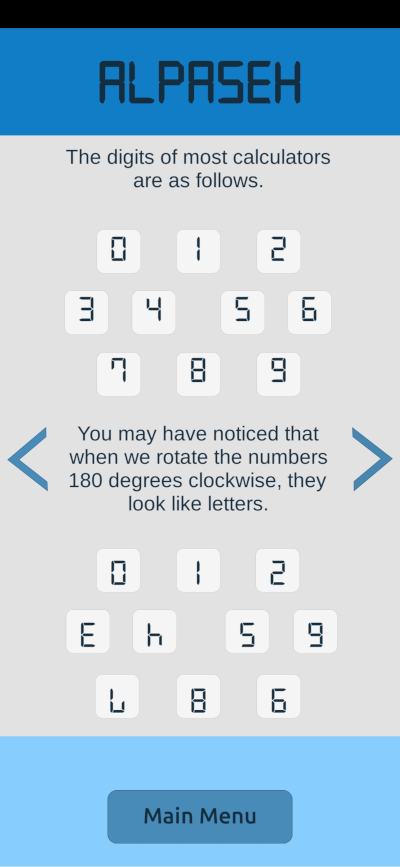 ALPASEH
The digits of most calculators
are as follows.
0 1 2
3 4 5 6
7 8 9
You may have noticed that
when we rotate the numbers
180 degrees clockwise, they
look like letters.
0 1 2
E h 5 9
L 8 6
Main Menu